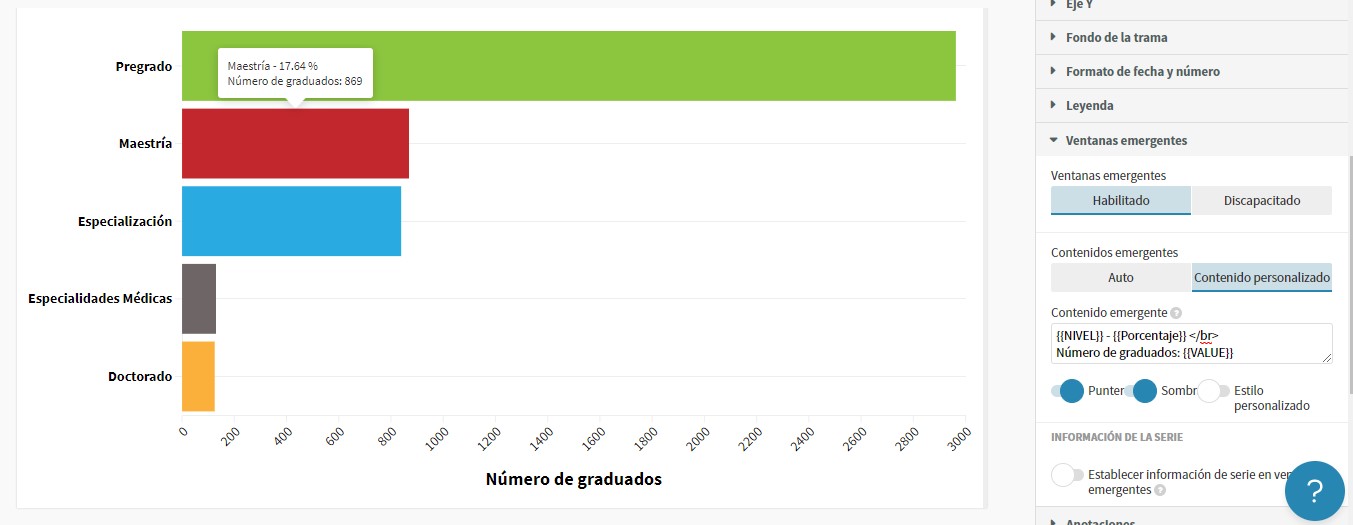 Pregrado
Maestría - 17.64 %
Número de graduados: 869
Maestría
Especialización
Especialidades Médicas
Doctorado
0 200 400 600 800 1000 1200 1400 1600 1800 2000 2200 2400 2600 2800 3000
Número de graduados
Eje Y
Fondo de la trama
Formato de fecha y número
Leyenda
Ventanas emergentes
Ventanas emergentes
Habilitado Discapacitado
Contenidos emergentes
Auto Contenido personalizado
Contenido emergente ?
{{NIVEL}} - {{Porcentaje}} </br>
Número de graduados: {{VALUE}}
Punter Sombr Estilo
personalizado
INFORMACIÓN DE LA SERIE
Establecer información de serie en ven
emergentes ?
?
Anotaciones